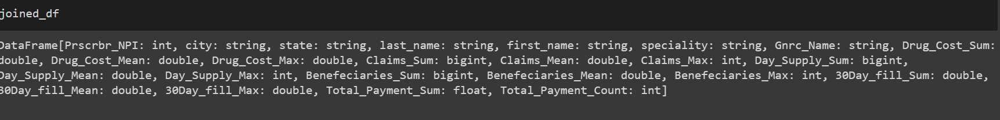 joined_df
DataFrame[Prscrbr_NPI: int, city: string, state: string, last_name: string, first_name: string, speciality: string, Gnrc_Name: string, Drug_Cost_Sum:
double, Drug_Cost_Mean: double, Drug_Cost_Max: double, Claims_Sum: bigint, Claims_Mean: double, Claims_Max: int, Day_Supply_Sum: bigint,
Day_Supply_Mean: double, Day_Supply_Max: int, Benefeciaries_Sum: bigint, Benefeciaries_Mean: double, Benefeciaries_Max: int, 30Day_fill_Sum: double,
30Day_fill_Mean: double, 30Day_fill_Max: double, Total_Payment_Sum: float, Total_Payment_Count: int]